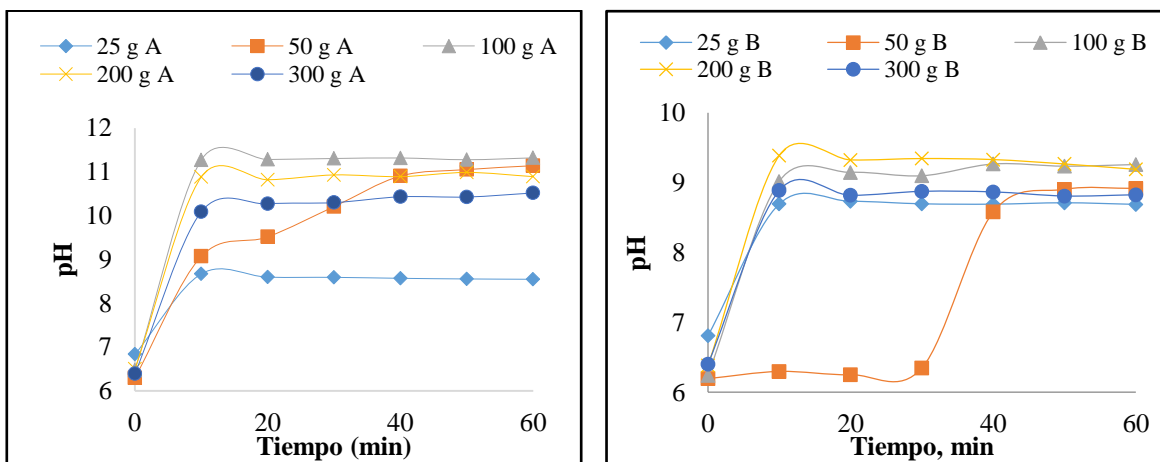 25 g A 50 g A 100 g A
200 g A 300 g A
12
11
10
9
8
7
6
pH
0 20 40 60
Tiempo (min)
25 g B 50 g B 100 g B
200 g B 300 g B
10
9
8
7
6
pH
0 20 40 60
Tiempo, min